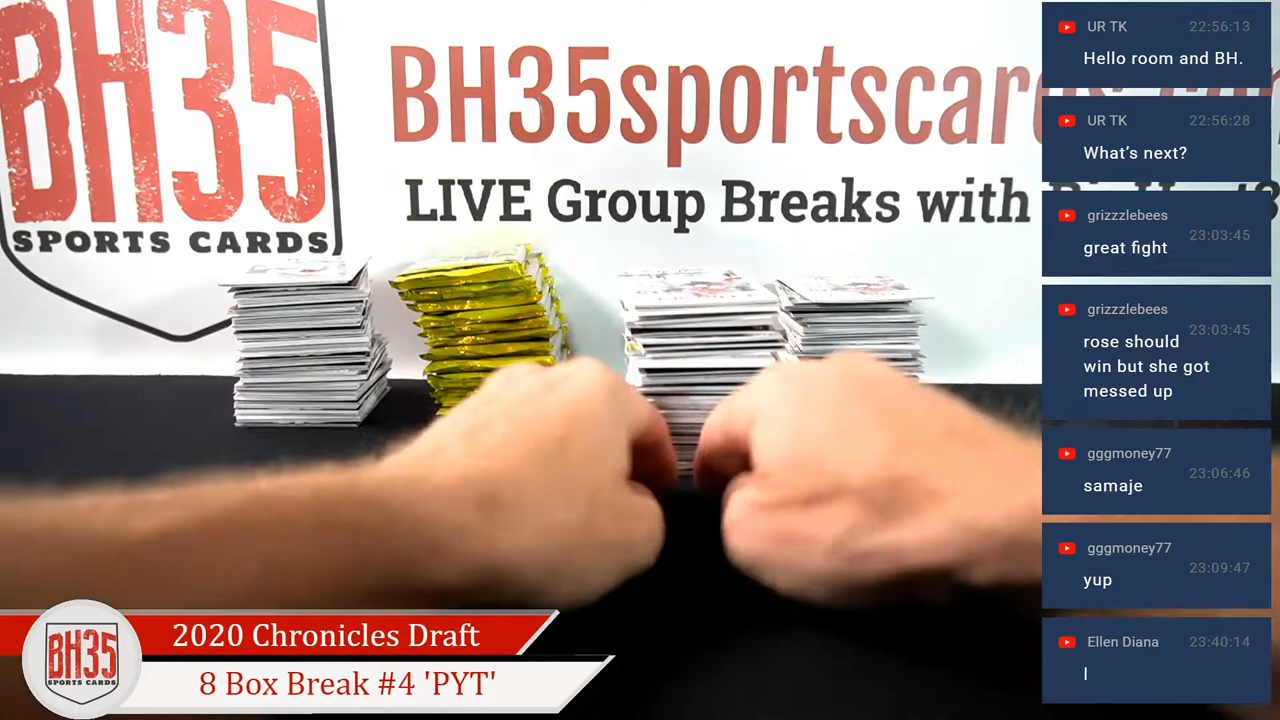 BH35
SPORTS CARDS
BH35sportscar
LIVE Group Breaks with
UR TK 22:56:13
Hello room and BH.
UR TK 22:56:28
What's next?
grizzzlebees
23:03:45
great fight
grizzzlebees
23:03:45
rose should
win but she got
messed up
gggmoney77
23:06:46
samaje
gggmoney77
23:09:47
yup
Ellen Diana 23:40:14
l
BH35
SPORTS CARDS
2020 Chronicles Draft
8 Box Break #4 'PYT'